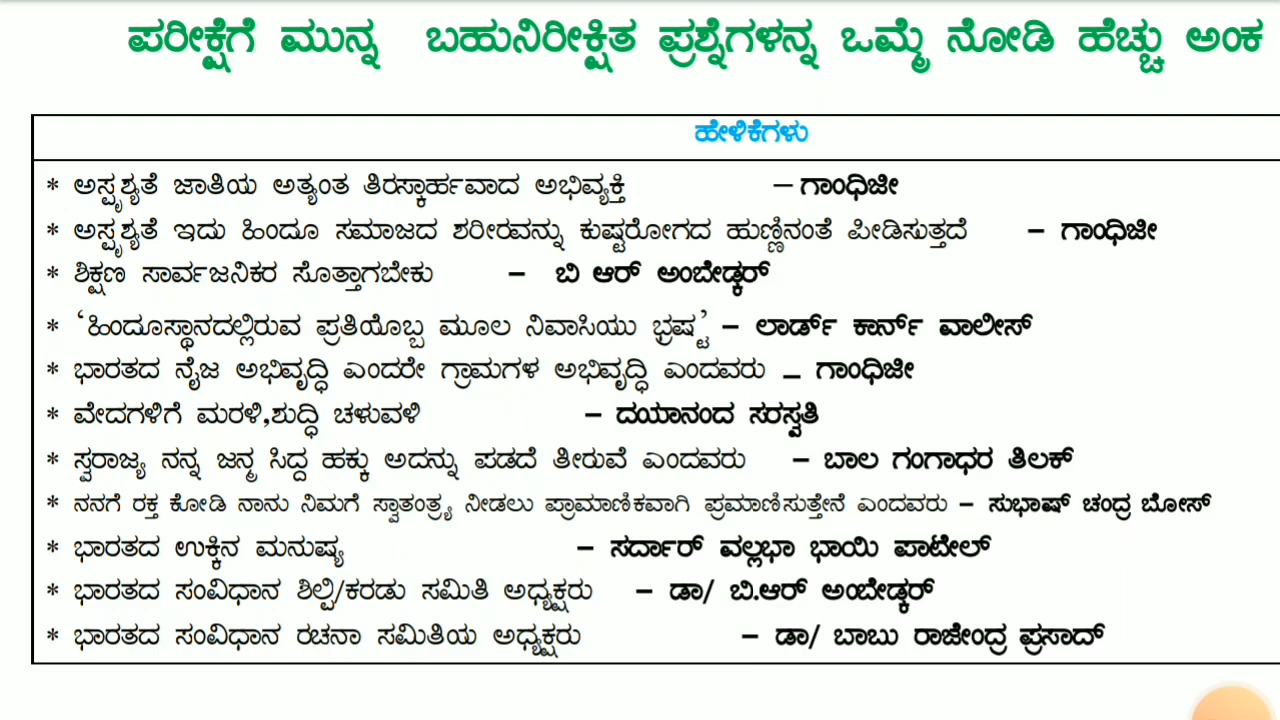 ಪರೀಕ್ಷೆಗೆ ಮುನ್ನ ಬಹುನಿರೀಕ್ಷಿತ ಪ್ರಶ್ನೆಗಳನ್ನ ಒಮ್ಮೆ ನೋಡಿ ಹೆಚ್ಚು ಅಂಕ
ಹೇಳಿಕೆಗಳು
* ಅಸ್ಪೃಶ್ಯತೆ ಜಾತಿಯ ಅತ್ಯಂತ ತಿರಸ್ಕಾರ್ಹವಾದ ಅಭಿವ್ಯಕ್ತಿ – ಗಾಂಧಿಜೀ
* ಅಸ್ಪೃಶ್ಯತೆ ಇದು ಹಿಂದೂ ಸಮಾಜದ ಶರೀರವನ್ನು ಕುಷ್ಟರೋಗದ ಹುಣ್ಣಿನಂತೆ ಪೀಡಿಸುತ್ತದೆ – ಗಾಂಧಿಜೀ
* ಶಿಕ್ಷಣ ಸಾರ್ವಜನಿಕರ ಸೊತ್ತಾಗಬೇಕು – ಬಿ ಆರ್ ಅಂಬೇಡ್ಕರ್
* ‘ಹಿಂದೂಸ್ಥಾನದಲ್ಲಿರುವ ಪ್ರತಿಯೊಬ್ಬ ಮೂಲ ನಿವಾಸಿಯು ಭ್ರಷ್ಟ’ – ಲಾರ್ಡ್ ಕಾರ್ನ್ ವಾಲೀಸ್
* ಭಾರತದ ನೈಜ ಅಭಿವೃದ್ಧಿ ಎಂದರೇ ಗ್ರಾಮಗಳ ಅಭಿವೃದ್ಧಿ ಎಂದವರು – ಗಾಂಧಿಜೀ
* ವೇದಗಳಿಗೆ ಮರಳಿ,ಶುದ್ಧಿ ಚಳುವಳಿ – ದಯಾನಂದ ಸರಸ್ವತಿ
* ಸ್ವರಾಜ್ಯ ನನ್ನ ಜನ್ಮ ಸಿದ್ದ ಹಕ್ಕು ಅದನ್ನು ಪಡದೆ ತೀರುವೆ ಎಂದವರು – ಬಾಲ ಗಂಗಾಧರ ತಿಲಕ್
* ನನಗೆ ರಕ್ತ ಕೋಡಿ ನಾನು ನಿಮಗೆ ಸ್ವಾತಂತ್ರ್ಯ ನೀಡಲು ಪ್ರಾಮಾಣಿಕವಾಗಿ ಪ್ರಮಾಣಿಸುತ್ತೇನೆ ಎಂದವರು – ಸುಭಾಷ್ ಚಂದ್ರ ಬೋಸ್
* ಭಾರತದ ಉಕ್ಕಿನ ಮನುಷ್ಯ – ಸರ್ದಾರ್ ವಲ್ಲಭಾ ಭಾಯಿ ಪಾಟೇಲ್
* ಭಾರತದ ಸಂವಿಧಾನ ಶಿಲ್ಪಿ/ಕರಡು ಸಮಿತಿ ಅಧ್ಯಕ್ಷರು – ಡಾ/ ಬಿ.ಆರ್ ಅಂಬೇಡ್ಕರ್
* ಭಾರತದ ಸಂವಿಧಾನ ರಚನಾ ಸಮಿತಿಯ ಅಧ್ಯಕ್ಷರು – ಡಾ/ ಬಾಬು ರಾಜೇಂದ್ರ ಪ್ರಸಾದ್